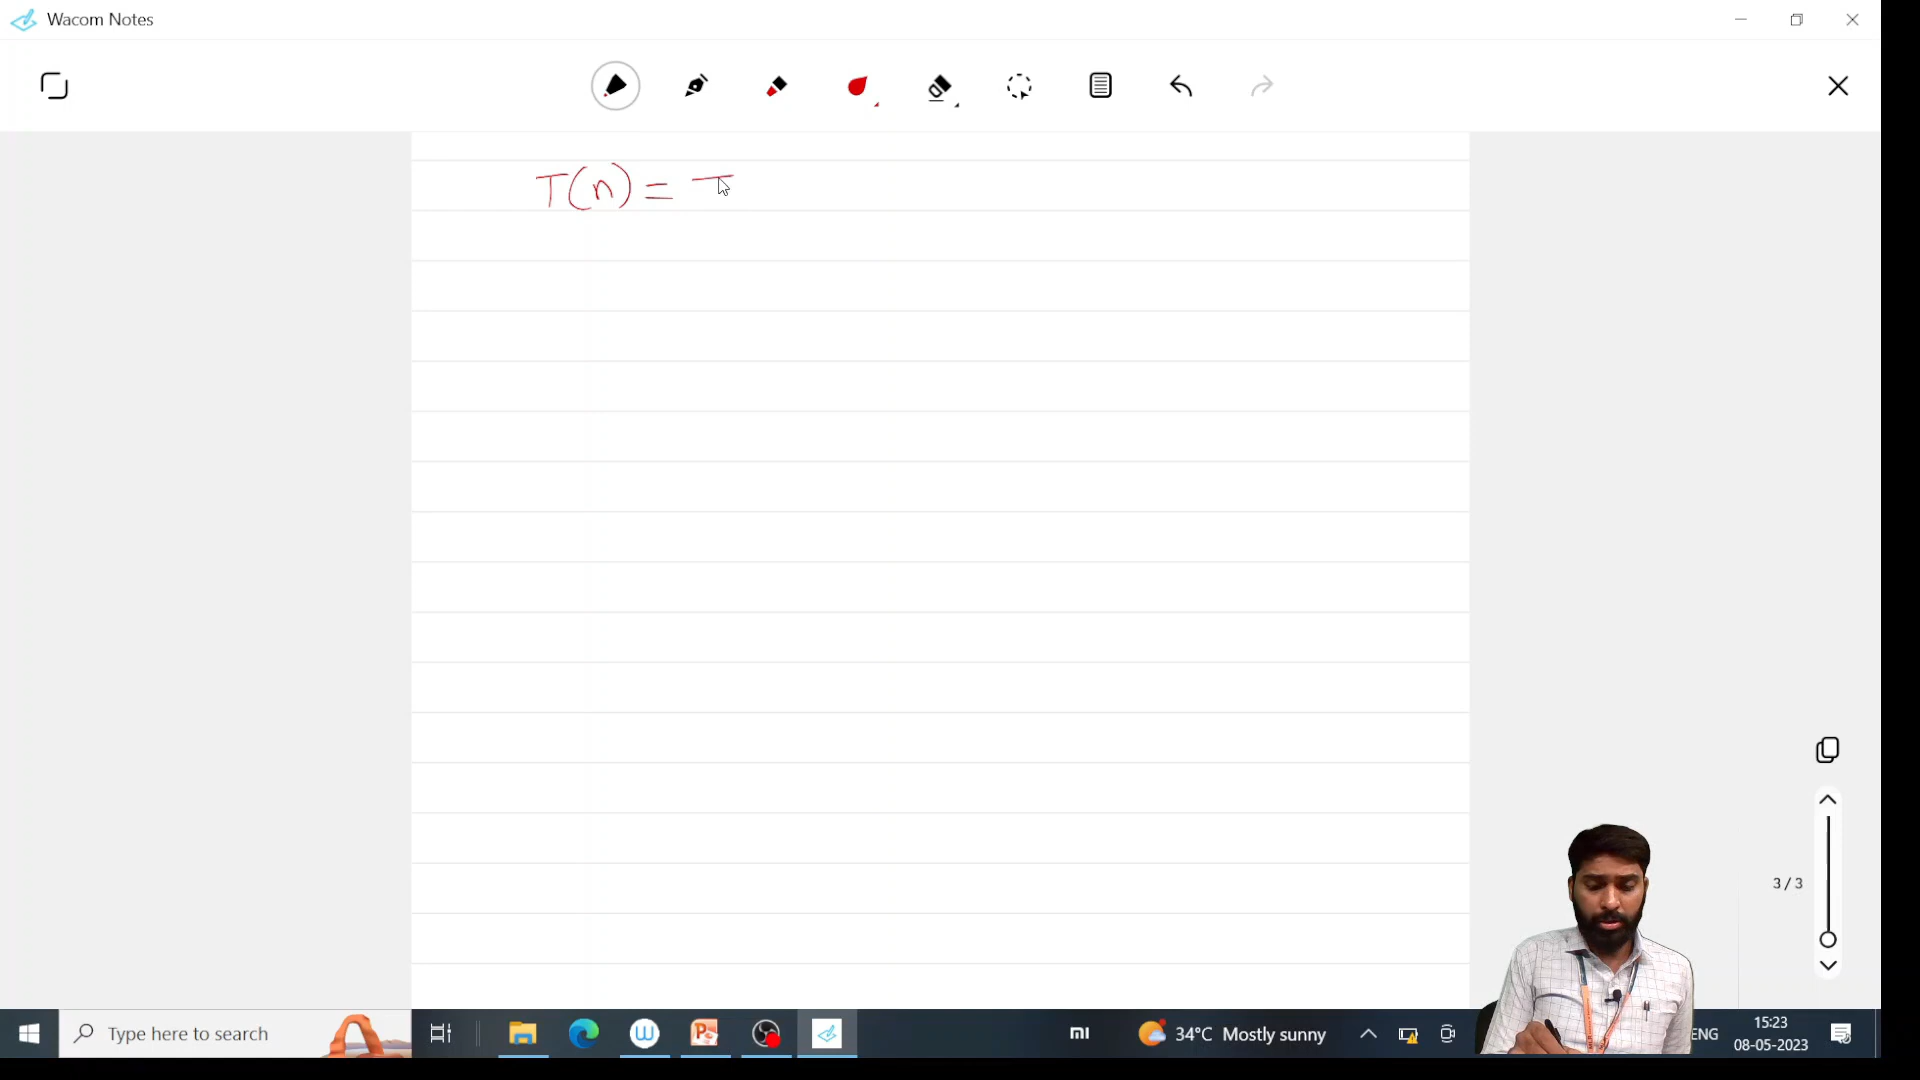 Wacom Notes
T(n) = T
3 / 3
Type here to search
34°C Mostly sunny
ENG
15:23
08-05-2023